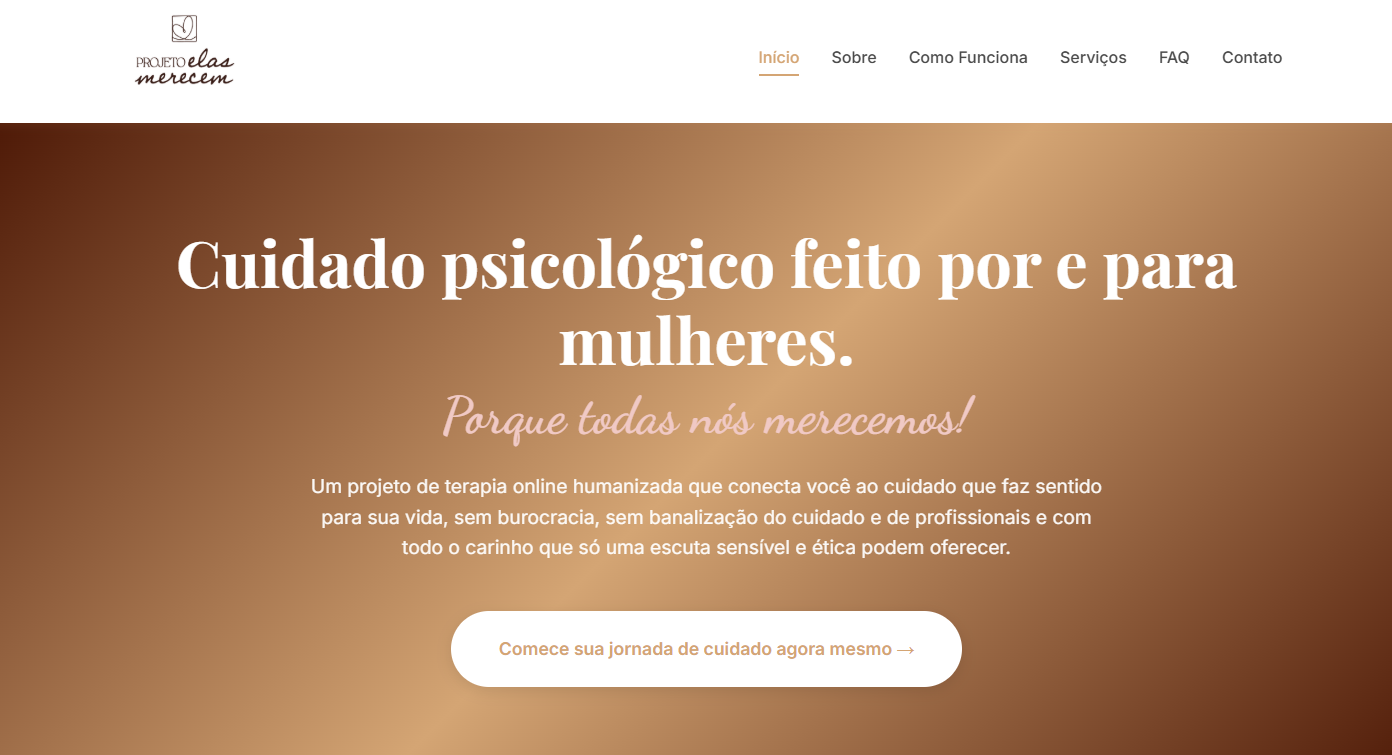 PROJETO elas
merecem
Início Sobre Como Funciona Serviços FAQ Contato
Cuidado psicológico feito por e para
mulheres.
Porque todas nós merecemos!
Um projeto de terapia online humanizada que conecta você ao cuidado que faz sentido
para sua vida, sem burocracia, sem banalização do cuidado e de profissionais e com
todo o carinho que só uma escuta sensível e ética podem oferecer.
Comece sua jornada de cuidado agora mesmo →